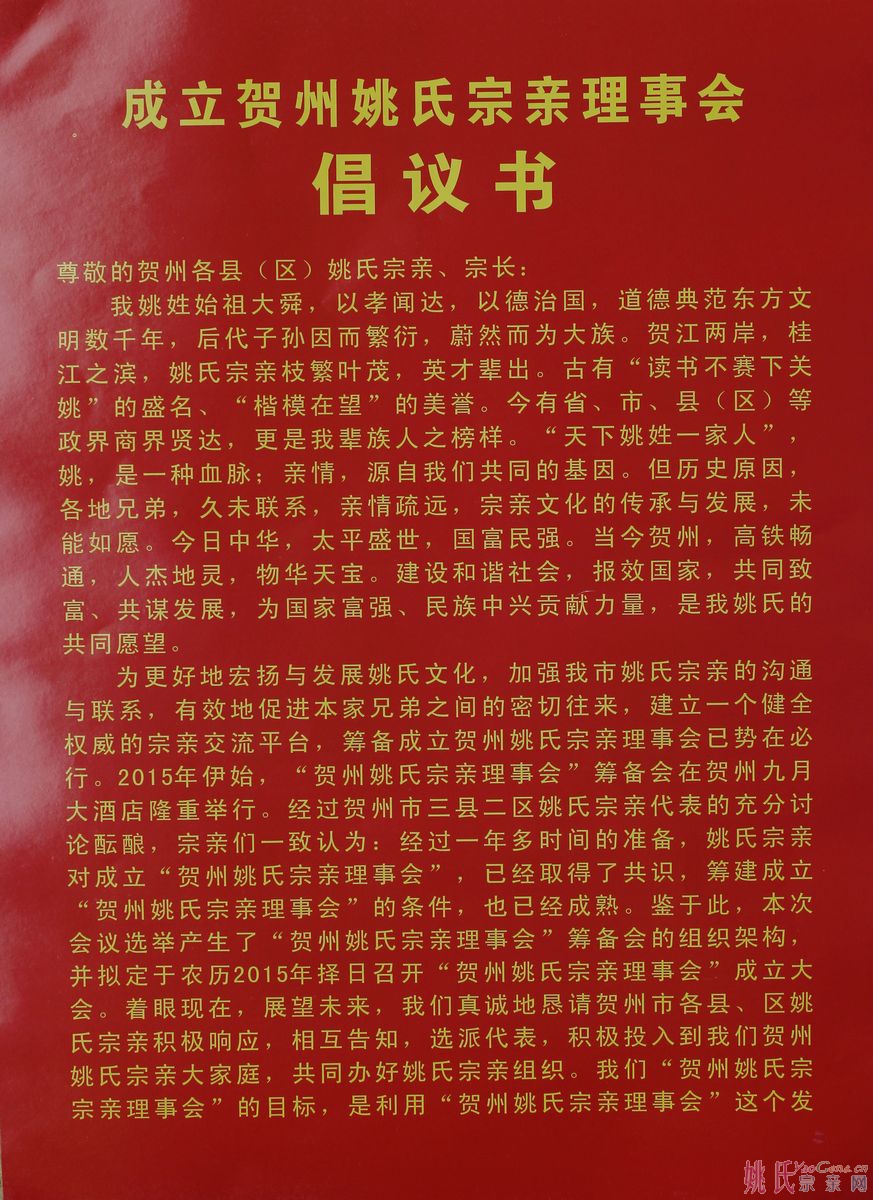 成立贺州姚氏宗亲理事会
倡议书
尊敬的贺州各县（区）姚氏宗亲、宗长：
我姚姓始祖大舜，以孝闻达，以德治国，道德典范东方文
明数千年，后代子孙因而繁衍，蔚然而为大族。贺江两岸，桂
江之滨，姚氏宗亲枝繁叶茂，英才辈出。古有“读书不赛下关
姚”的盛名、“楷模在望”的美誉。今有省、市、县（区）等
政界商界贤达，更是我辈族人之榜样。“天下姚姓一家人”，
姚，是一种血脉；亲情，源自我们共同的基因。但历史原因，
各地兄弟，久未联系，亲情疏远，宗亲文化的传承与发展，未
能如愿。今日中华，太平盛世，国富民强。当今贺州，高铁畅
通，人杰地灵，物华天宝。建设和谐社会，报效国家，共同致
富、共谋发展，为国家富强、民族中兴贡献力量，是我姚氏的
共同愿望。
为更好地宏扬与发展姚氏文化，加强我市姚氏宗亲的沟通
与联系，有效地促进本家兄弟之间的密切往来，建立一个健全
权威的宗亲交流平台，筹备成立贺州姚氏宗亲理事会已势在必
行。2015年伊始，“贺州姚氏宗亲理事会”筹备会在贺州九月
大酒店隆重举行。经过贺州市三县二区姚氏宗亲代表的充分讨
论酝酿，宗亲们一致认为：经过一年多时间的准备，姚氏宗亲
对成立“贺州姚氏宗亲理事会”，已经取得了共识，筹建成立
“贺州姚氏宗亲理事会”的条件，也已经成熟。鉴于此，本次
会议选举产生了“贺州姚氏宗亲理事会”筹备会的组织架构，
并拟定于农历2015年择日召开“贺州姚氏宗亲理事会”成立大
会。着眼现在，展望未来，我们真诚地恳请贺州市各县、区姚
氏宗亲积极响应，相互告知，选派代表，积极投入到我们贺州
姚氏宗亲大家庭，共同办好姚氏宗亲组织。我们“贺州姚氏宗
宗亲理事会”的目标，是利用“贺州姚氏宗亲理事会”这个发
姚氏宗亲网
YaoGens.cn